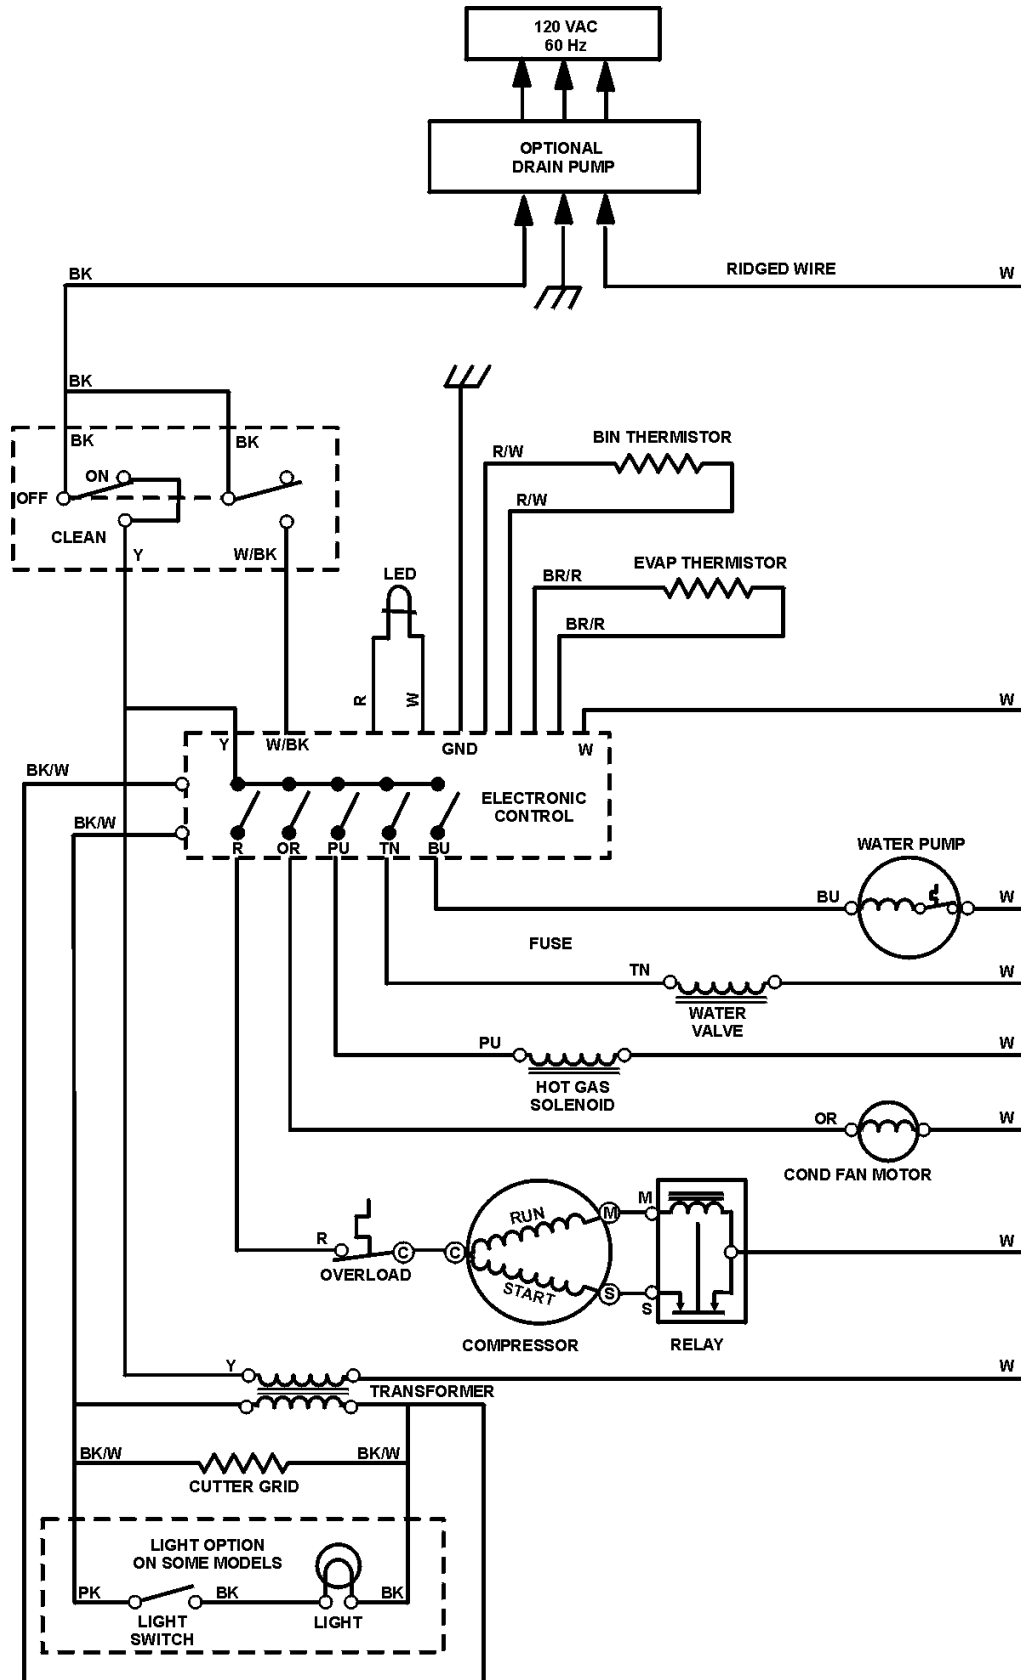 120 VAC
60 Hz
OPTIONAL
DRAIN PUMP
BK
RIDGED WIRE
W
BK
BK
BK
ON
OFF
CLEAN
Y
W/BK
R/W
BIN THERMISTOR
R/W
EVAP THERMISTOR
BR/R
BR/R
LED
R
W
W
Y
W/BK
GND
W
BK/W
ELECTRONIC
CONTROL
BK/W
R
OR
PU
TN
BU
WATER PUMP
BU
W
FUSE
TN
W
WATER
VALVE
PU
W
HOT GAS
SOLENOID
OR
W
COND FAN MOTOR
R
OVERLOAD
C
C
RUN
START
M
S
M
S
W
COMPRESSOR
RELAY
Y
W
TRANSFORMER
BK/W
BK/W
CUTTER GRID
LIGHT OPTION
ON SOME MODELS
PK
BK
BK
LIGHT
SWITCH
LIGHT